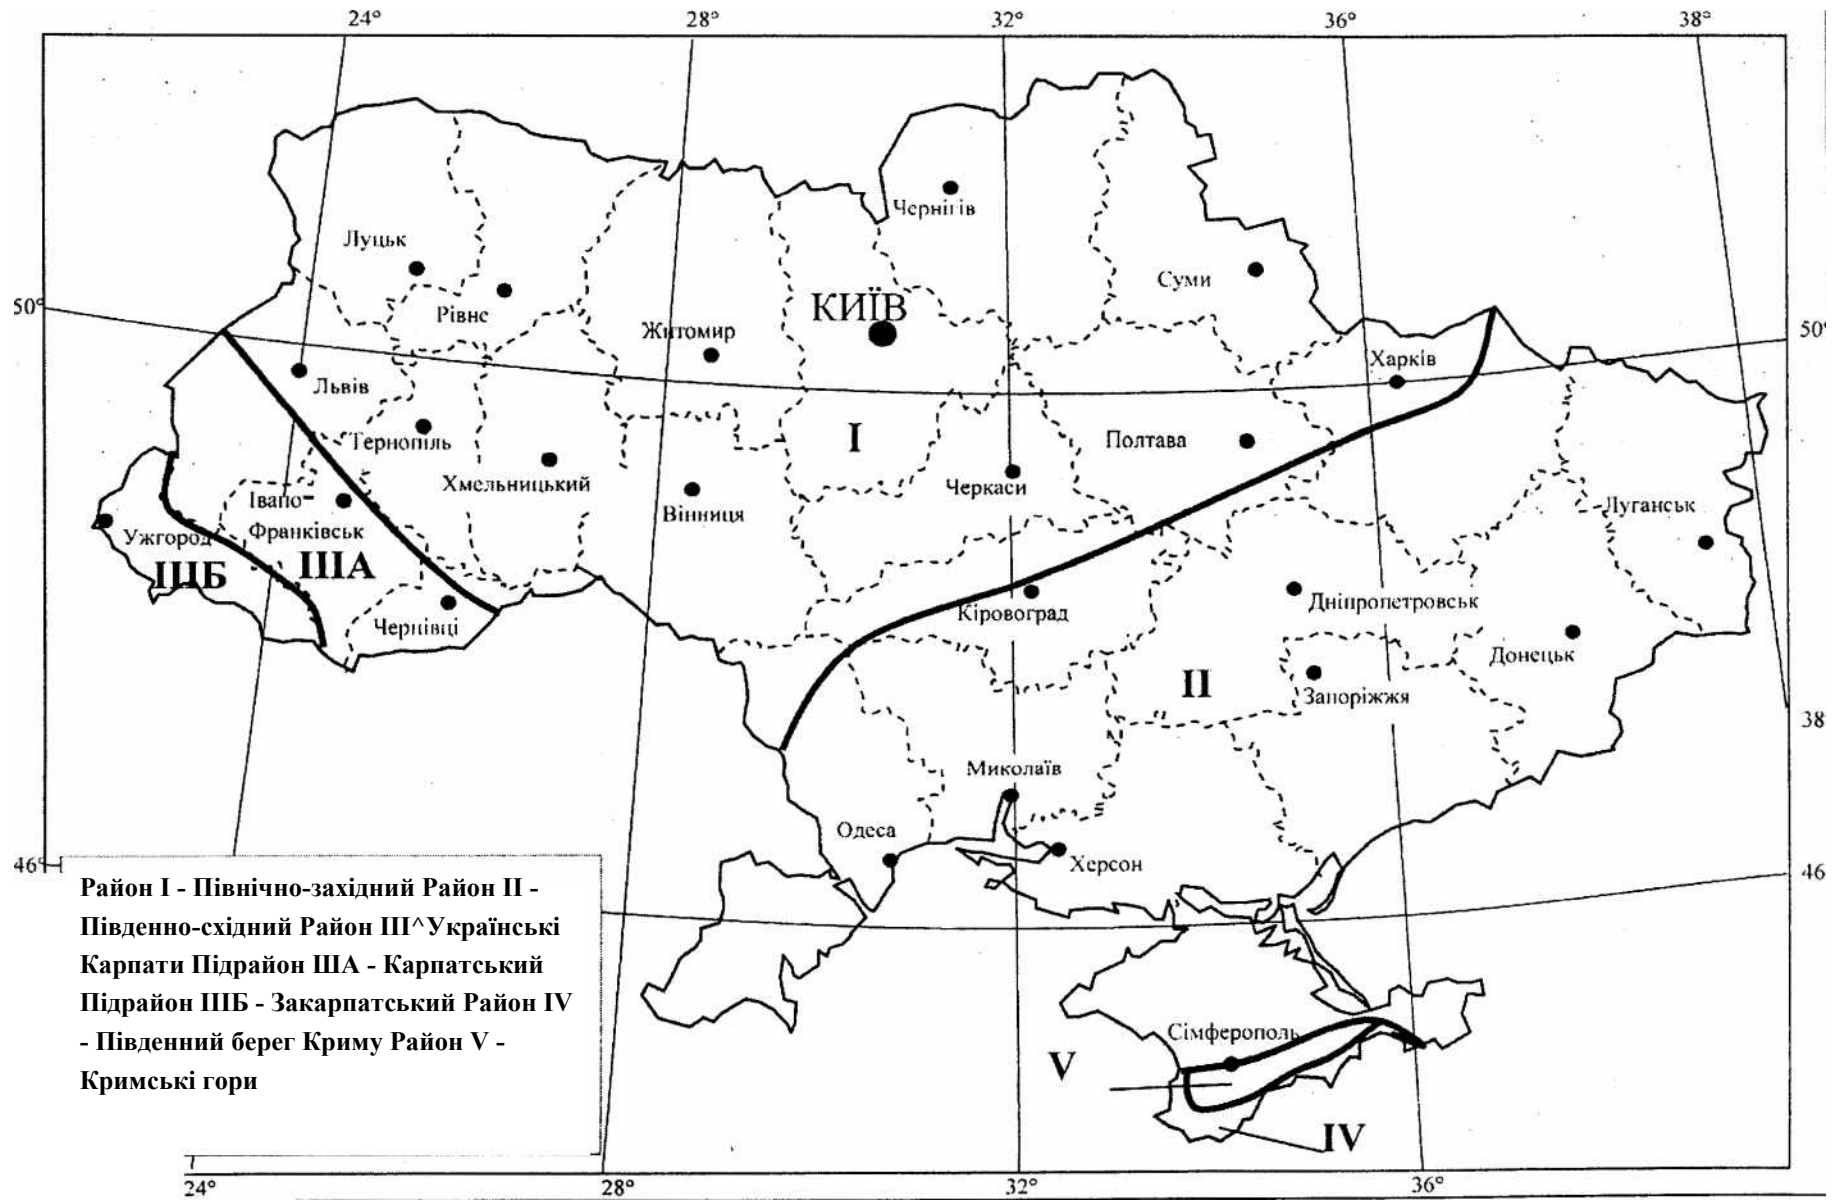 24° 28° 32° 36° 38°
Чернігів
Луцьк
Суми
50°
КИЇВ
Рівне
Житомир
50°
Харків
Львів
Тернопіль
I
Полтава
Хмельницький
Черкаси
Івано-
Франківськ
Вінниця
Луганськ
Ужгород
ІІІБ
ІІІА
Чернівці
Кіровоград
Дніпропетровськ
Донецьк
II
Запоріжжя
38°
Миколаїв
Одеса
Херсон
46°
46°
Район I - Північно-західний Район II -
Південно-східний Район III^Українські
Карпати Підрайон ША - Карпатський
Підрайон ІІІБ - Закарпатський Район IV
- Південний берег Криму Район V -
Кримські гори
Сімферополь
V
IV
24° 28° 32° 36°